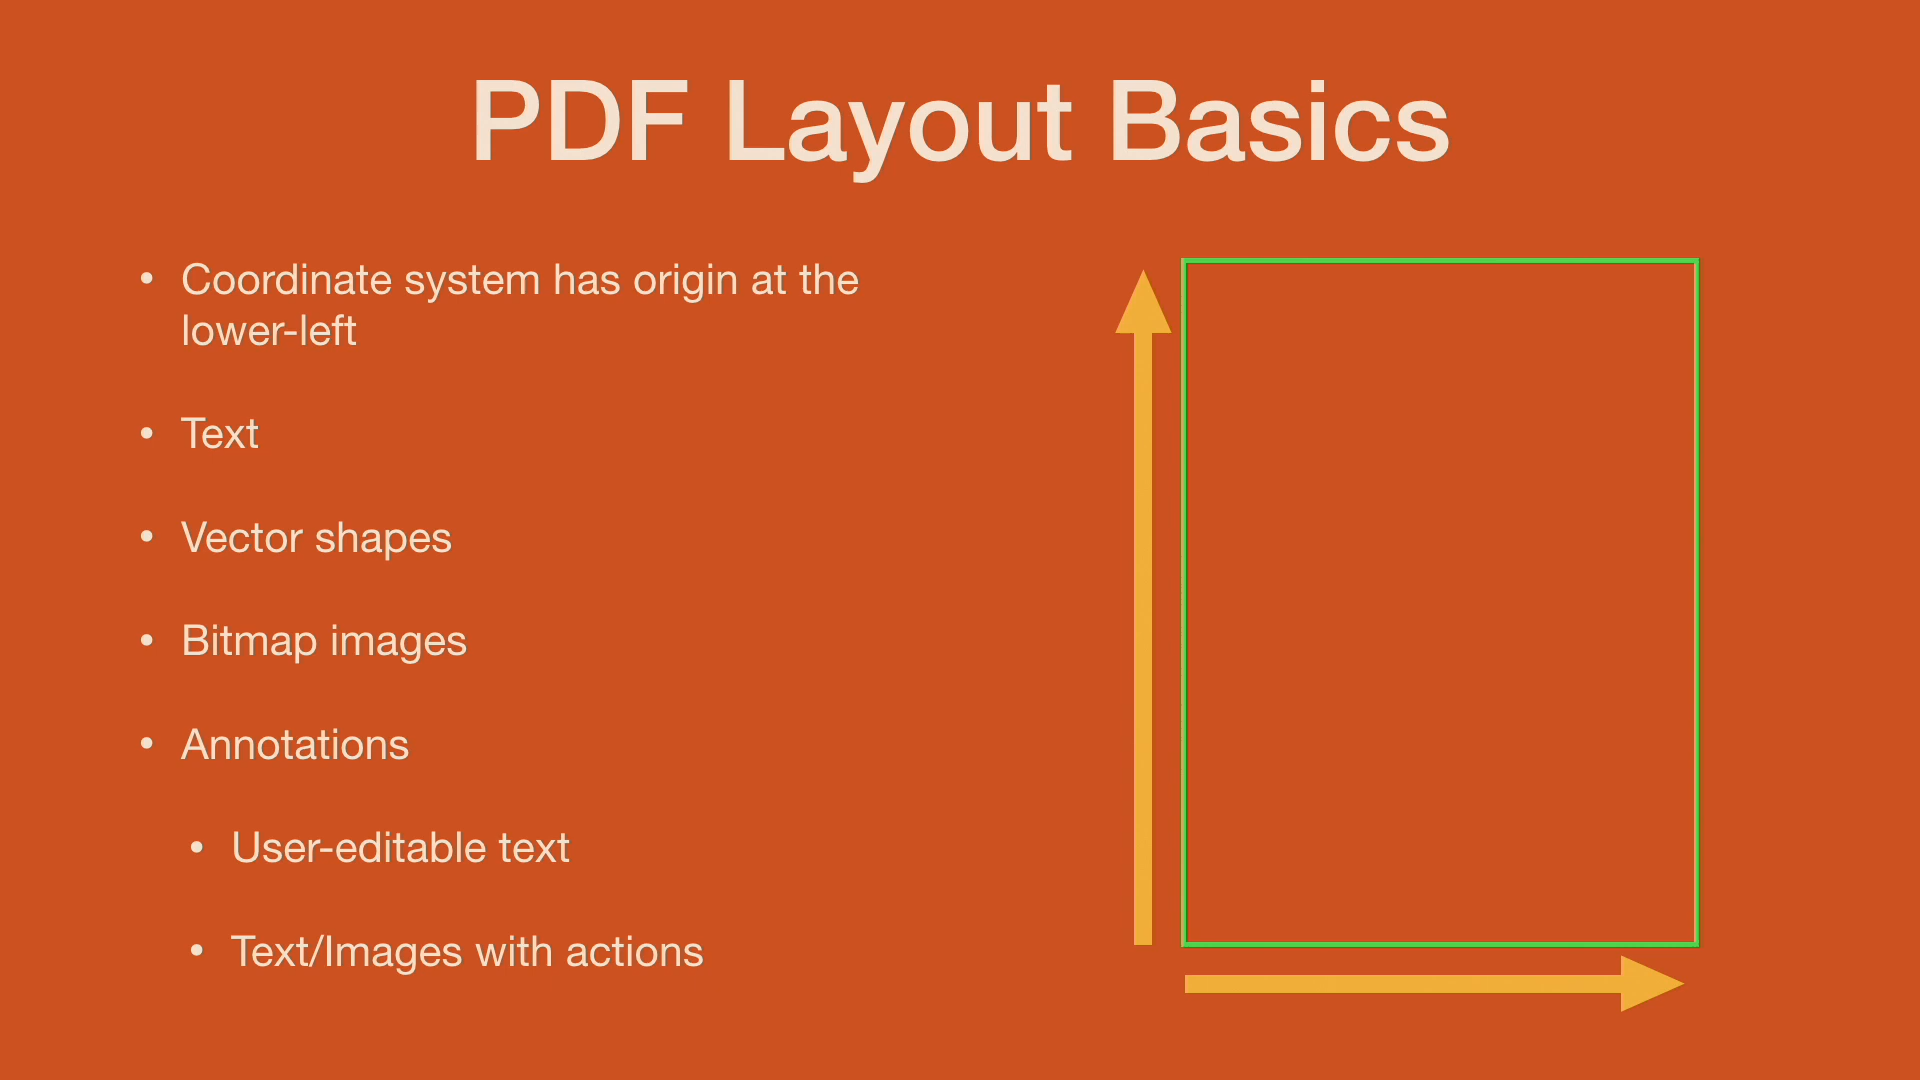 PDF Layout Basics
• Coordinate system has origin at the
lower-left
• Text
• Vector shapes
• Bitmap images
• Annotations
• User-editable text
• Text/Images with actions